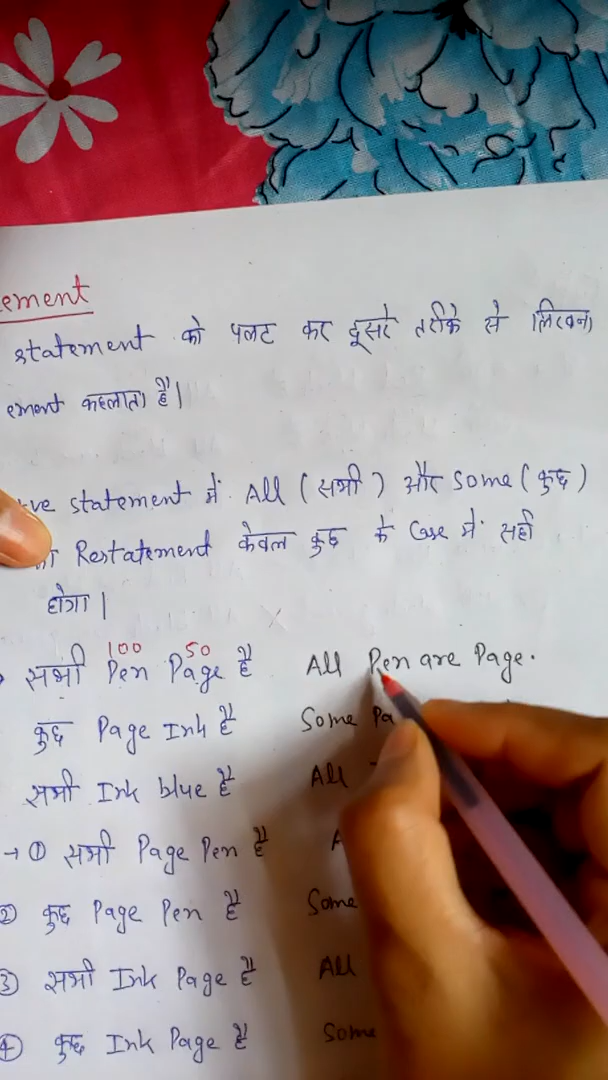 ement
statement को पलट कर दूसरे तरीके से लिखना
ement कहलाता है।
ve statement में All (सभी) और Some (कुछ)
का Restatement केवल कुछ के Case में सही
होगा।
100 50
सभी Pen Page है All Pen are Page.
कुछ Page Ink है Some Pa
सभी Ink blue है All
→ ① सभी Page Pen है A
② कुछ Page Pen है Some
③ सभी Ink Page है All
④ कुछ Ink Page है Some